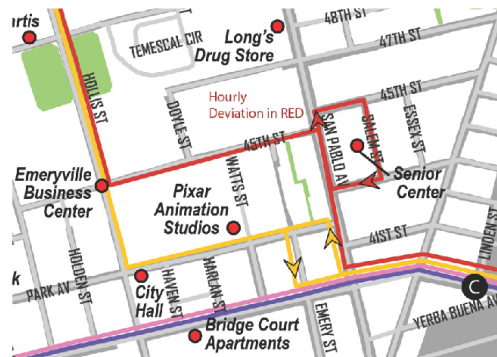 artis
48TH ST
47TH ST
TEMESCAL CIR
Long's
Drug Store
HOLLIS ST
DOYLE ST
Hourly
Deviation in RED
45TH ST
45TH ST
SAN PABLO AV
SALEM ST
ESSEX ST
Emeryville
Business
Center
WATTS ST
Senior
Center
Pixar
Animation
Studios
41ST ST
LINDEN ST
HOLDEN ST
k
PARK AV
City
Hall
HAVEN ST
HARLAN ST
C
EMERY ST
YERBA BUENA AV
Bridge Court
Apartments